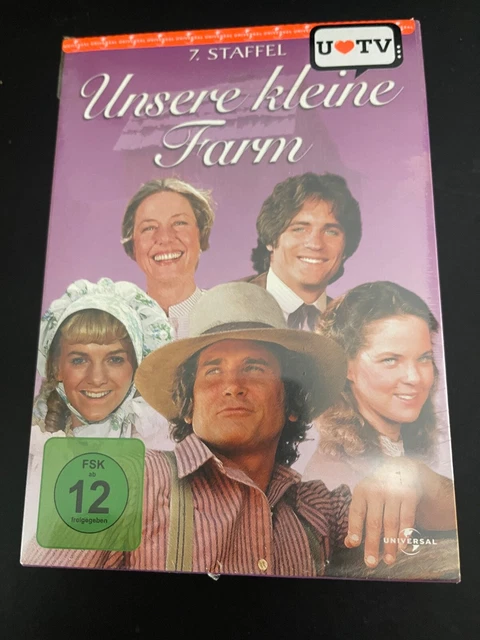 7. STAFFEL
U♥TV
Unsere kleine
Farm
FSK
ab
12
freigegeben
UNIVERSAL